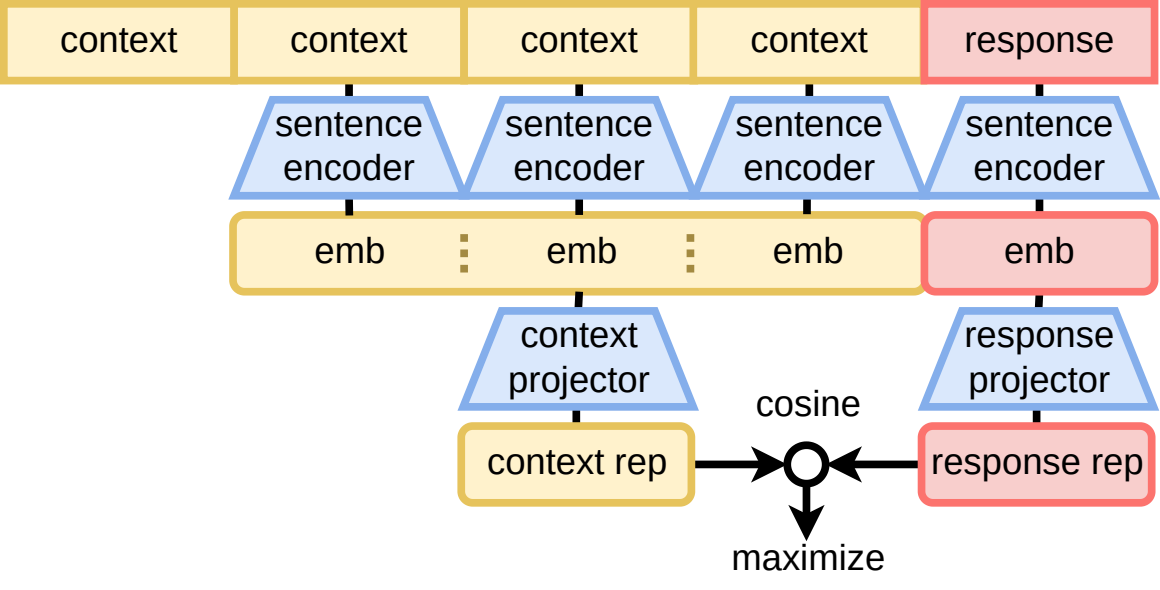 context context context context response
sentence encoder sentence encoder sentence encoder sentence encoder
emb emb emb emb
context projector response projector
cosine
context rep response rep
maximize